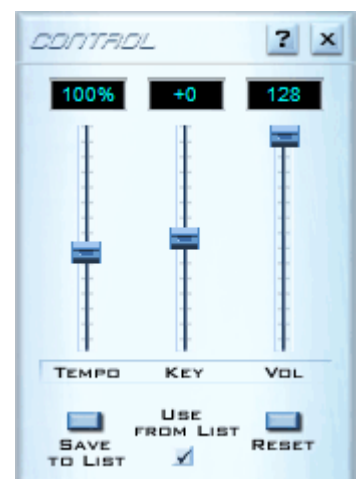 CONTROL
? x
100% +0 128
TEMPO KEY VOL
USE
FROM LIST
SAVE
TO LIST
RESET